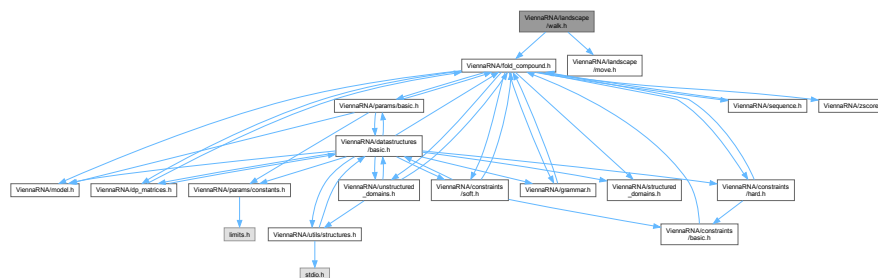 ViennaRNA/landscape
/walk.h
ViennaRNA/fold_compound.h
ViennaRNA/landscape
/move.h
ViennaRNA/params/basic.h
ViennaRNA/sequence.h
ViennaRNA/zscore
ViennaRNA/datastructures
/basic.h
ViennaRNA/model.h
ViennaRNA/dp_matrices.h
ViennaRNA/params/constants.h
ViennaRNA/unstructured
_domains.h
ViennaRNA/constraints
/soft.h
ViennaRNA/grammar.h
ViennaRNA/structured
_domains.h
ViennaRNA/constraints
/hard.h
limits.h
ViennaRNA/utils/structures.h
ViennaRNA/constraints
/basic.h
stdio.h